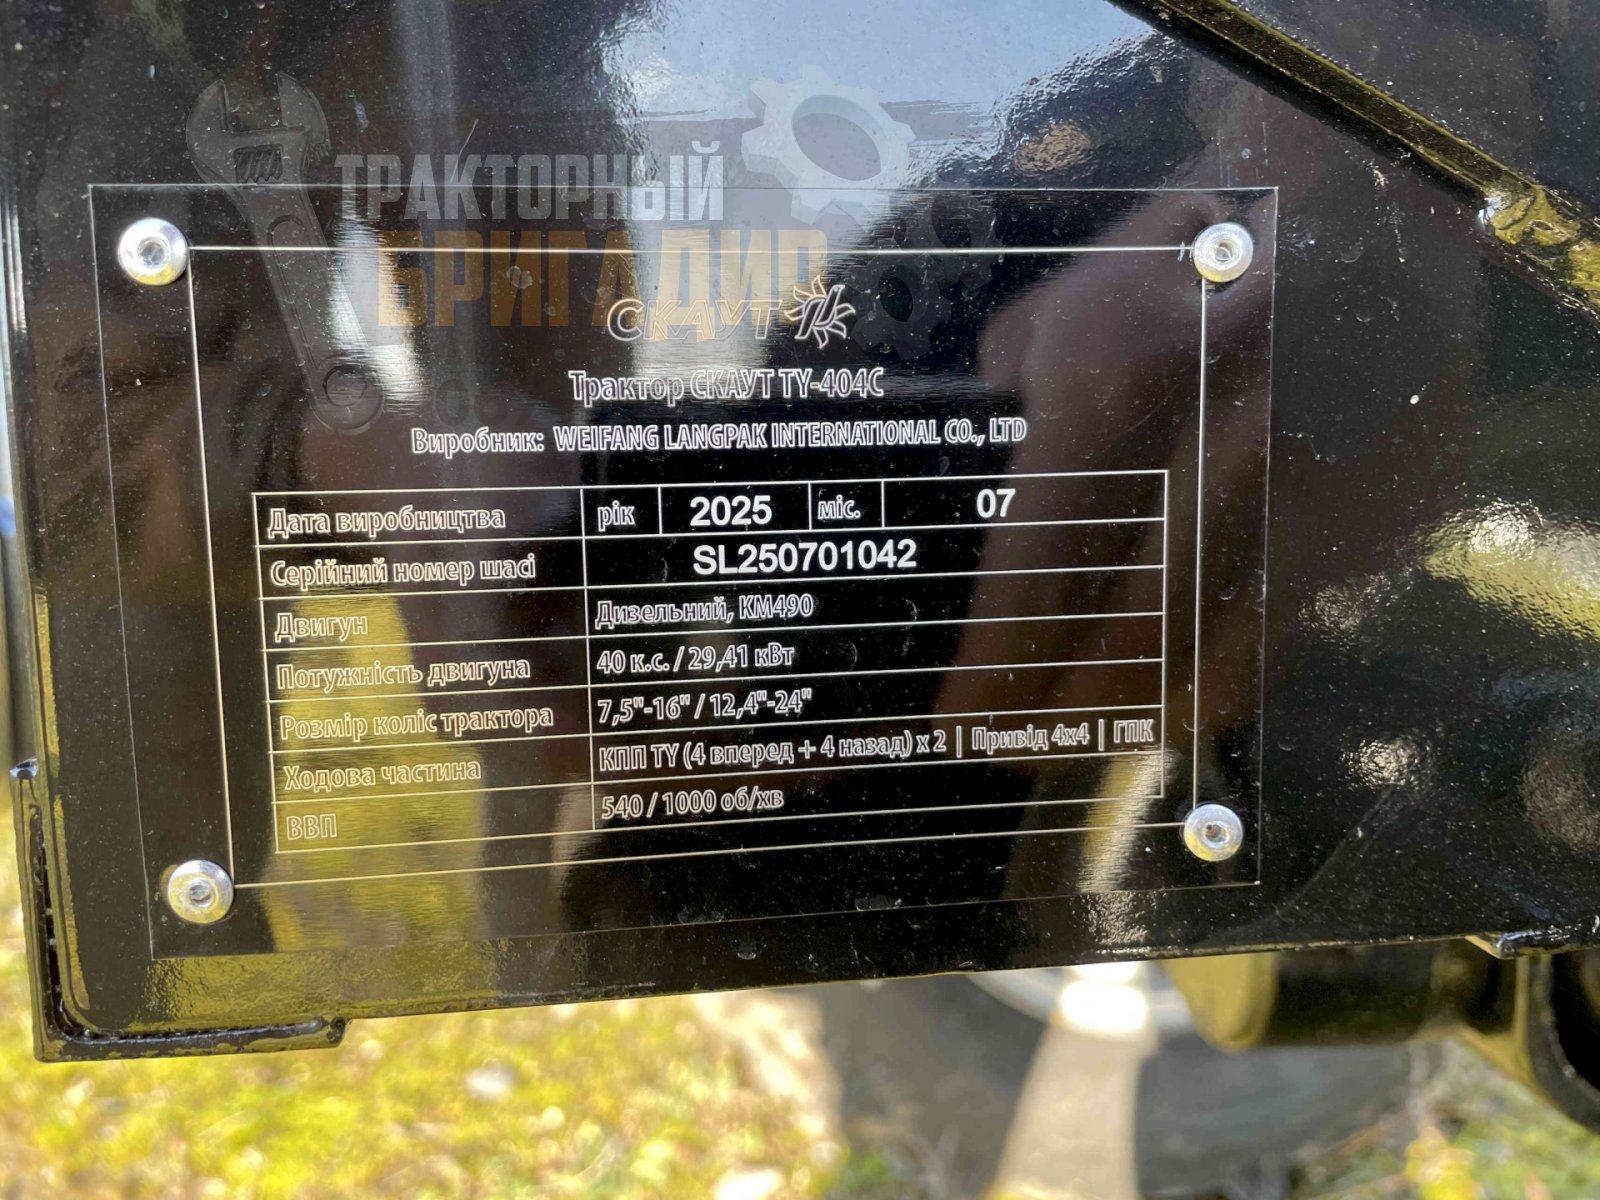 ТРАКТОРНЫЙ
БРИГАДИР
СКАУТ
Трактор СКАУТ TY-404C
Виробник: WEIFANG LANGPAK INTERNATIONAL CO., LTD
Дата виробництва рік 2025 міс. 07
Серійний номер шасі SL250701042
Двигун Дизельний, KM490
Потужність двигуна 40 к.с. / 29,41 кВт
Розмір коліс трактора 7,5"-16" / 12,4"-24"
Ходова частина КПП TY (4 вперед + 4 назад) x 2 | Привід 4x4 | ГПК
ВВП 540 / 1000 об/хв